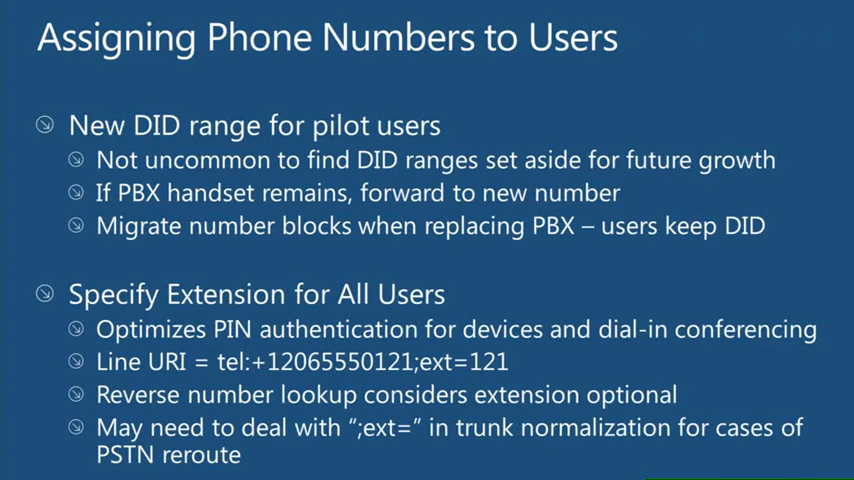 Assigning Phone Numbers to Users
New DID range for pilot users
Not uncommon to find DID ranges set aside for future growth
If PBX handset remains, forward to new number
Migrate number blocks when replacing PBX – users keep DID
Specify Extension for All Users
Optimizes PIN authentication for devices and dial-in conferencing
Line URI = tel:+12065550121;ext=121
Reverse number lookup considers extension optional
May need to deal with “;ext=” in trunk normalization for cases of
PSTN reroute